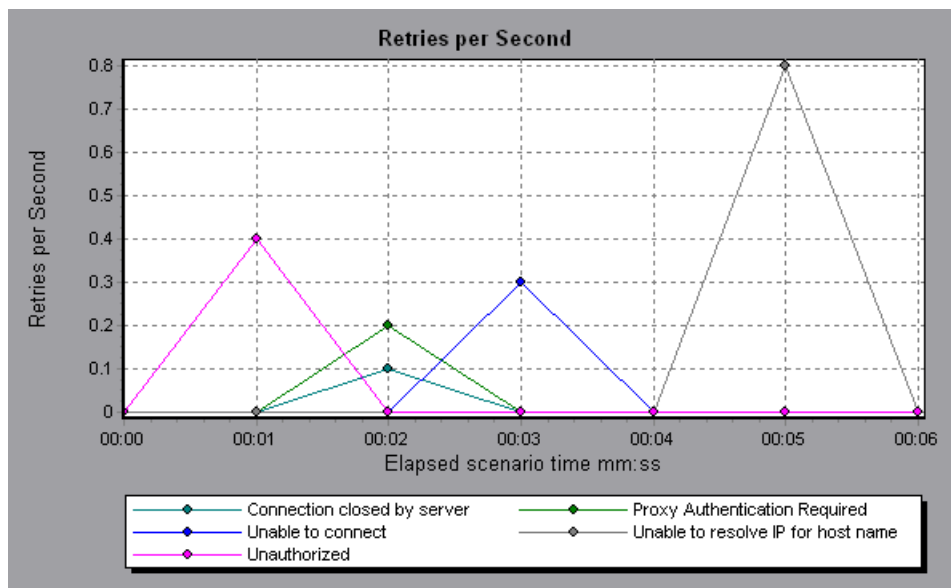 Retries per Second
Retries per Second
0.8
0.7
0.6
0.5
0.4
0.3
0.2
0.1
0
00:00 00:01 00:02 00:03 00:04 00:05 00:06
Elapsed scenario time mm:ss
Connection closed by server Proxy Authentication Required
Unable to connect Unable to resolve IP for host name
Unauthorized